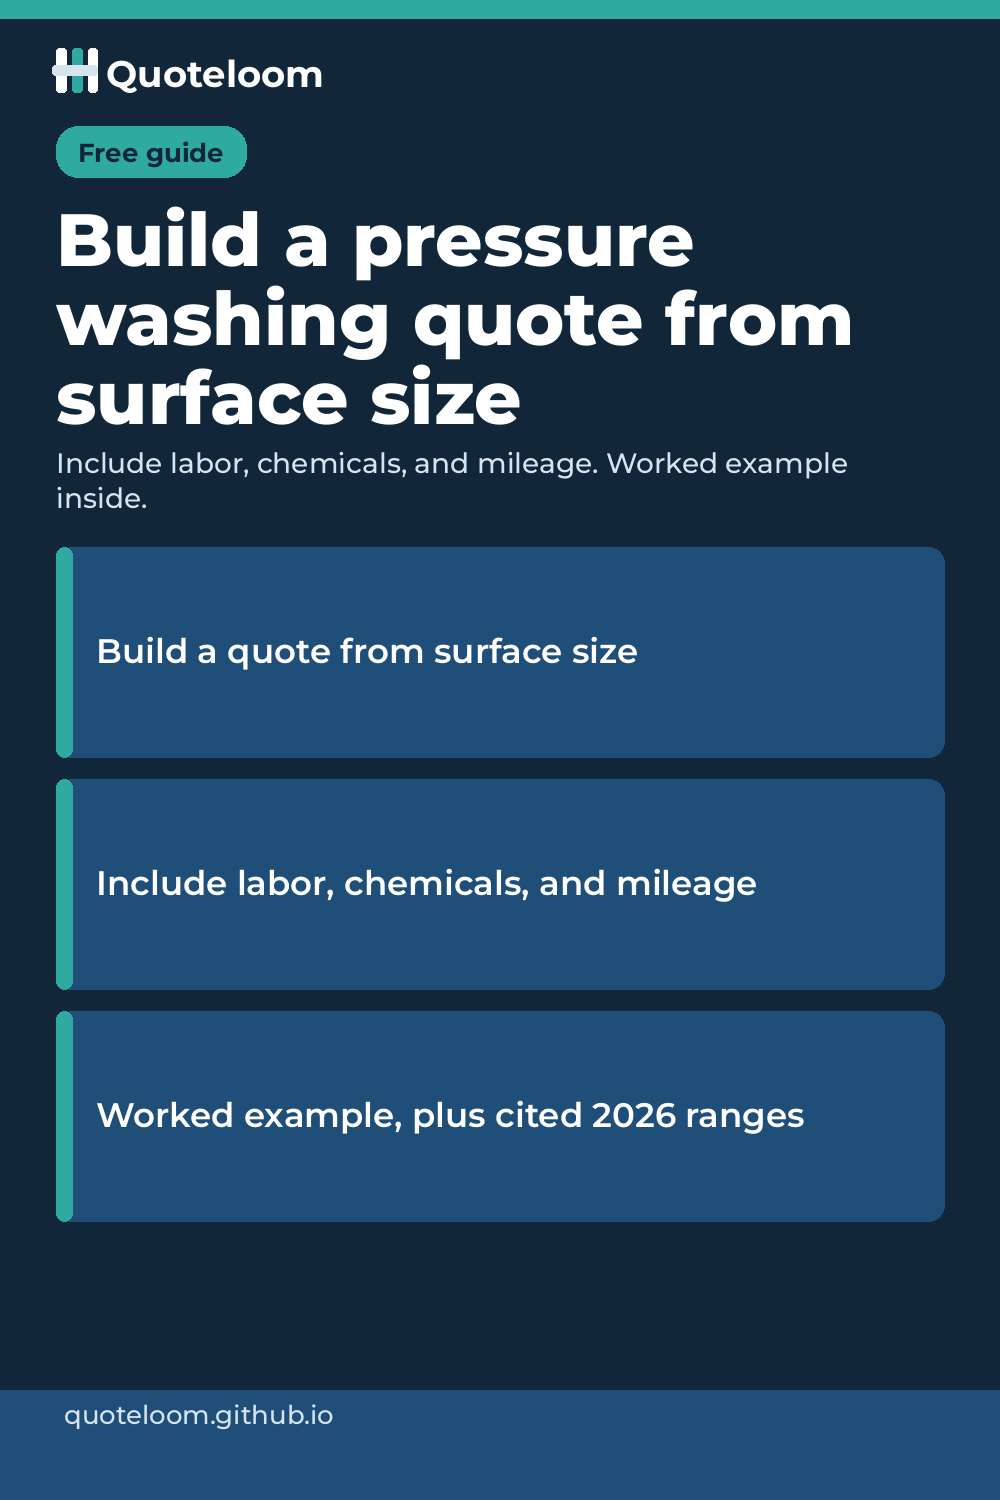 Quoteloom
Free guide
Build a pressure
washing quote from
surface size
Include labor, chemicals, and mileage. Worked example
inside.
Build a quote from surface size
Include labor, chemicals, and mileage
Worked example, plus cited 2026 ranges
quoteloom.github.io